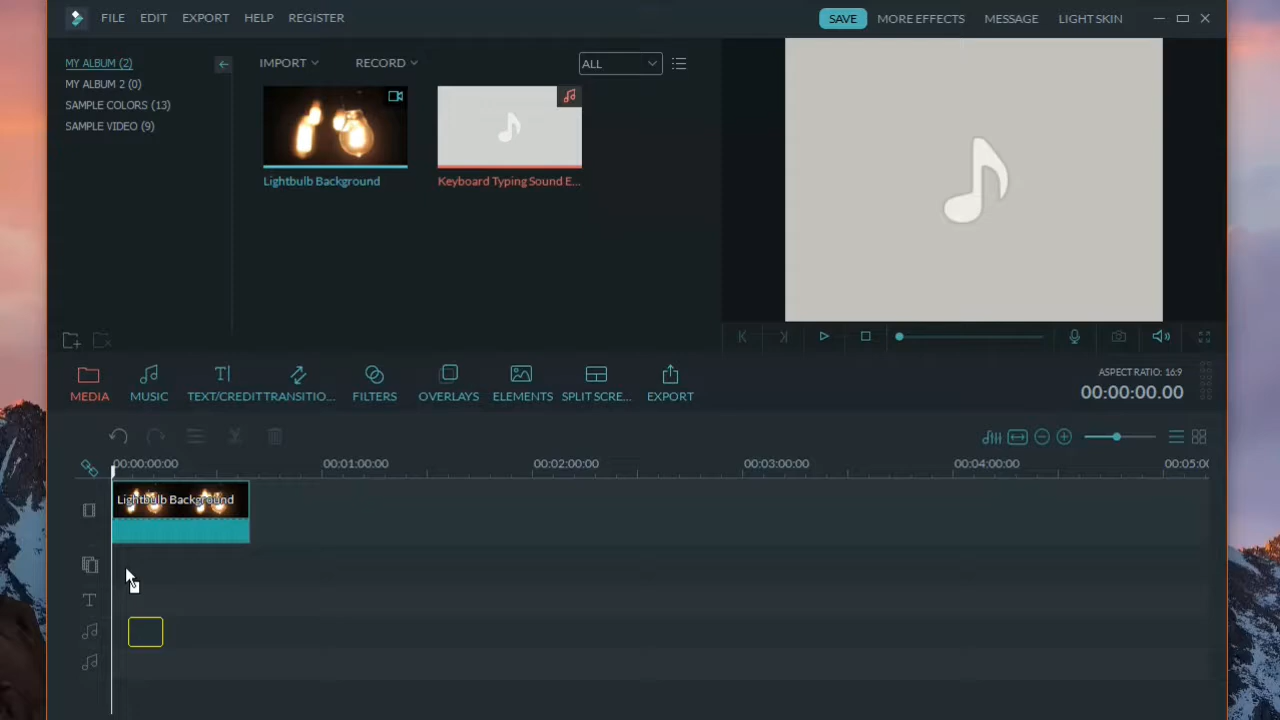 FILE EDIT EXPORT HELP REGISTER SAVE MORE EFFECTS MESSAGE LIGHT SKIN
MY ALBUM (2)
MY ALBUM 2 (0)
SAMPLE COLORS (13)
SAMPLE VIDEO (9)
IMPORT RECORD ALL
Lightbulb Background
Keyboard Typing Sound E...
MEDIA MUSIC TEXT/CREDIT TRANSITIO... FILTERS OVERLAYS ELEMENTS SPLIT SCRE... EXPORT
ASPECT RATIO: 16:9
00:00:00.00
00:00:00:00 00:01:00:00 00:02:00:00 00:03:00:00 00:04:00:00 00:05:0
Lightbulb Background